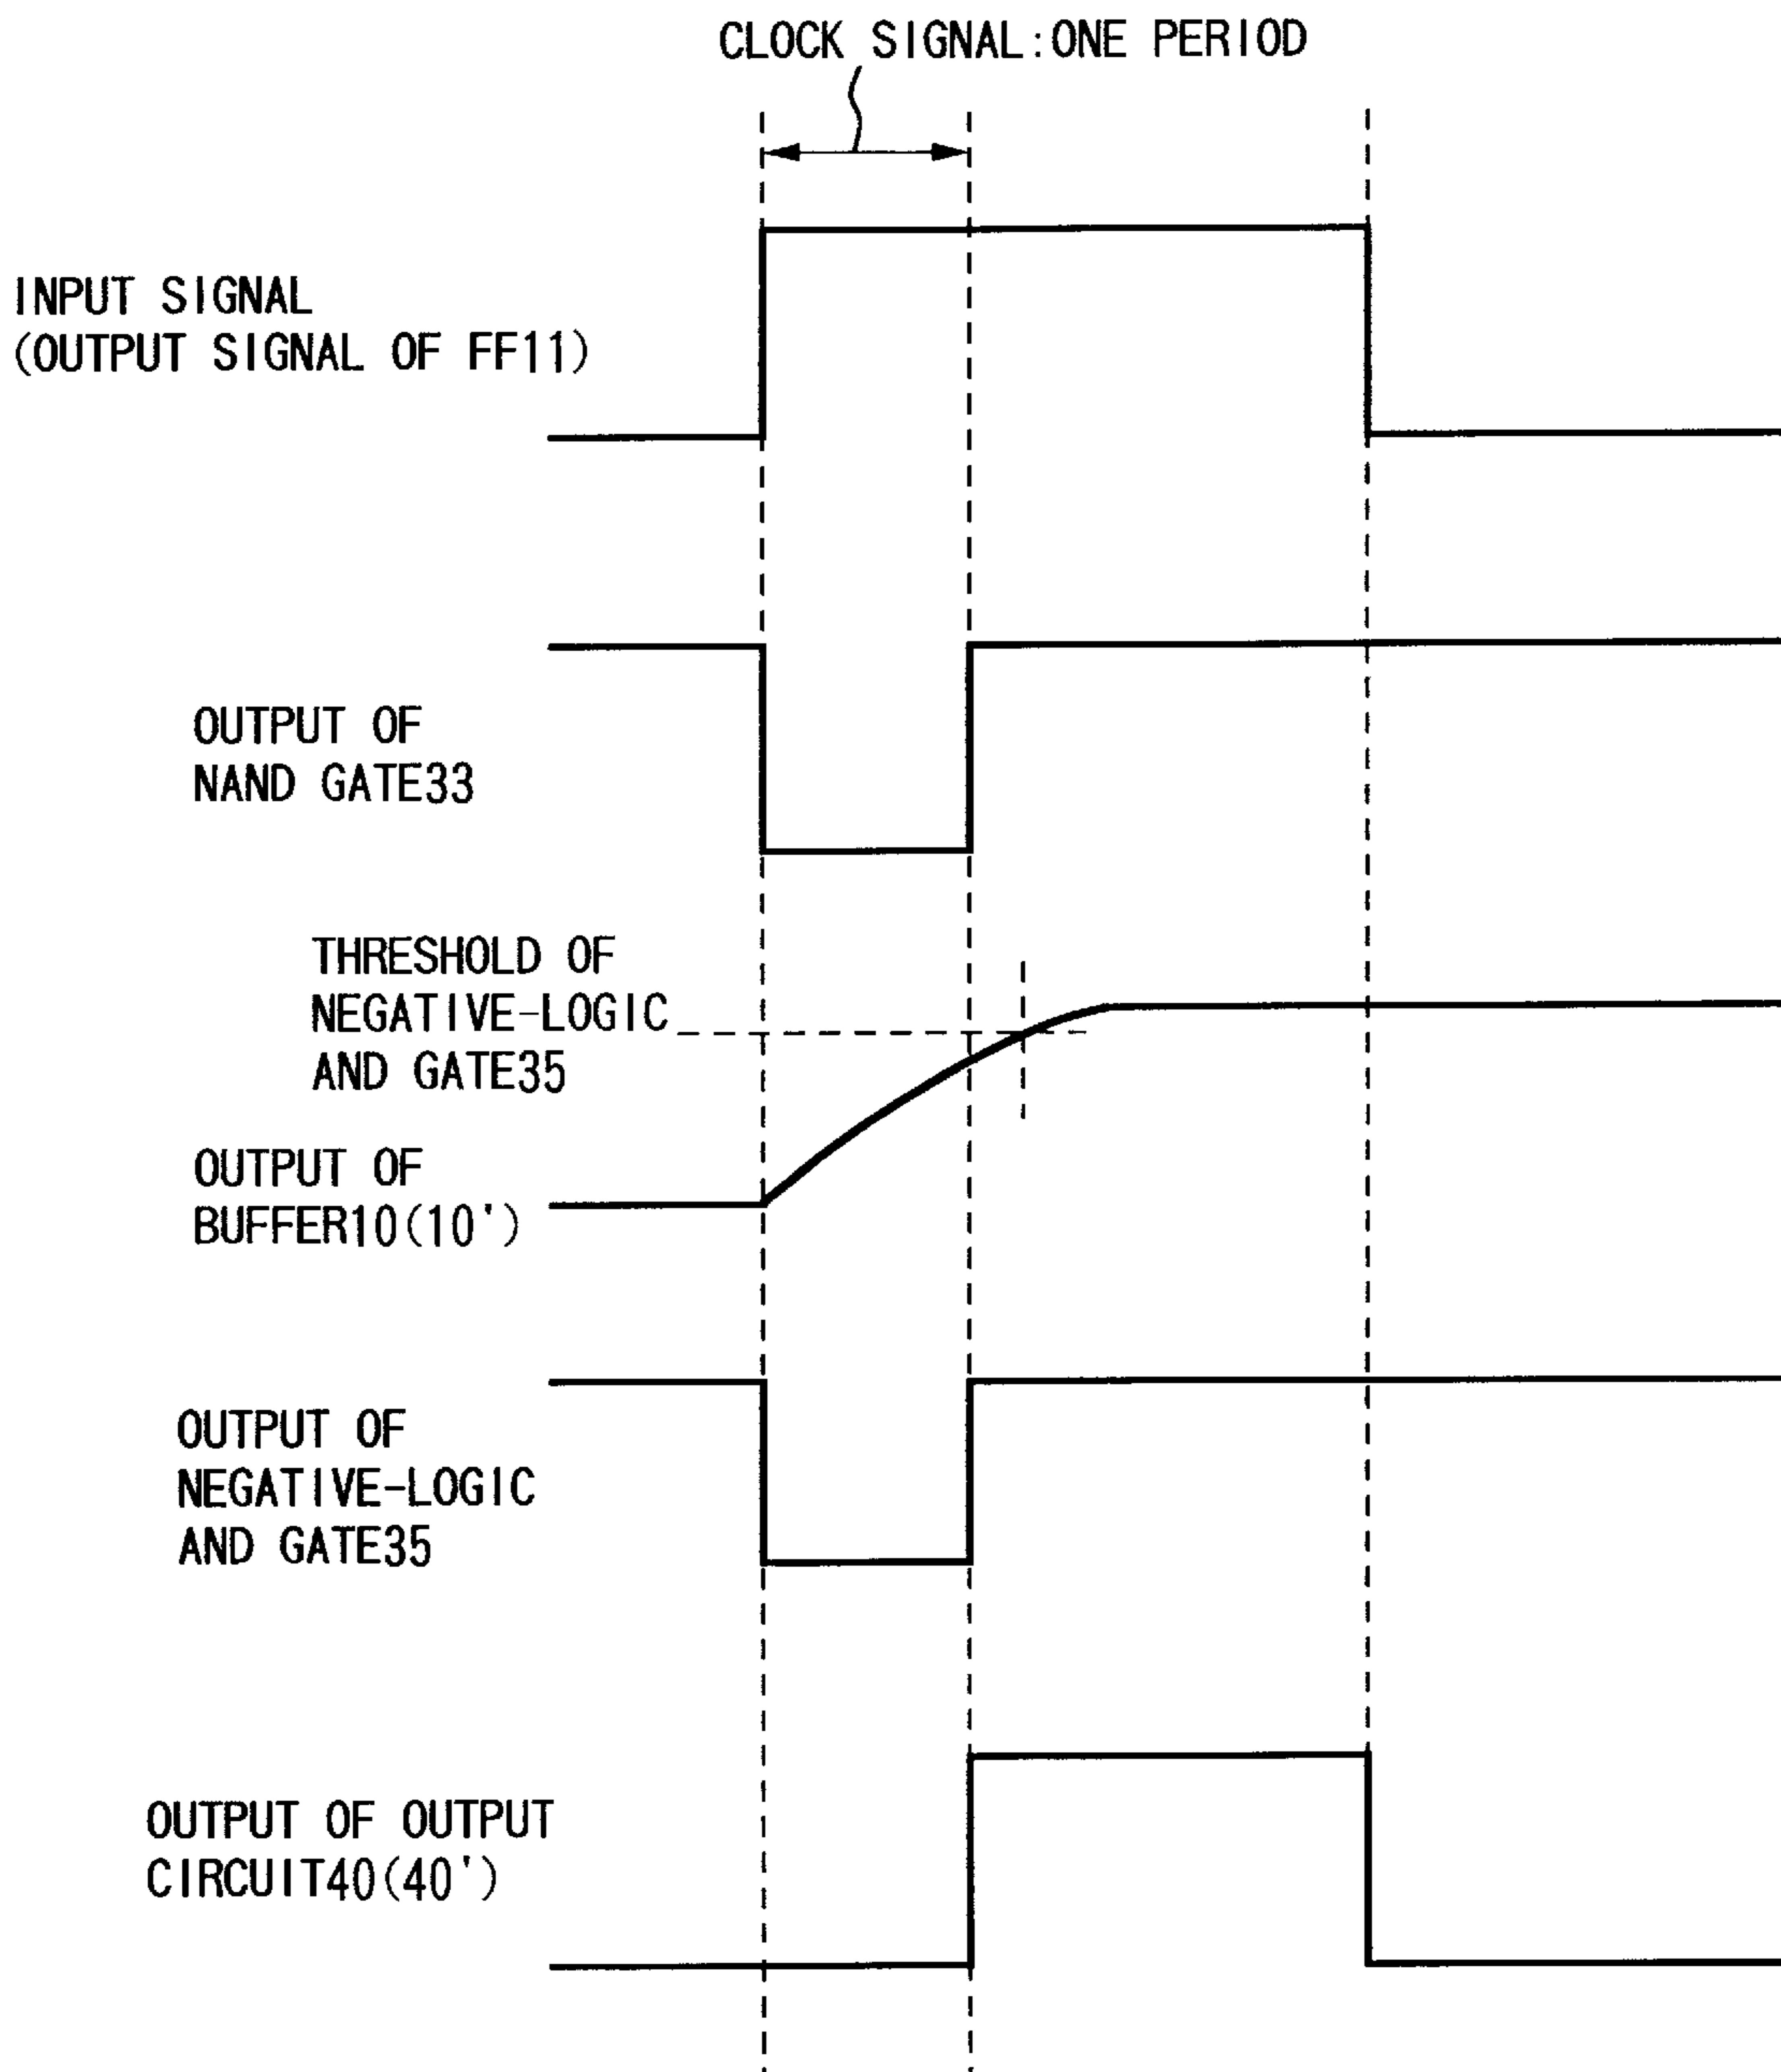 CLOCK SIGNAL:ONE PERIOD
INPUT SIGNAL
(OUTPUT SIGNAL OF FF11)
OUTPUT OF
NAND GATE33
THRESHOLD OF
NEGATIVE-LOGIC
AND GATE35
OUTPUT OF
BUFFER10(10')
OUTPUT OF
NEGATIVE-LOGIC
AND GATE35
OUTPUT OF OUTPUT
CIRCUIT40(40')